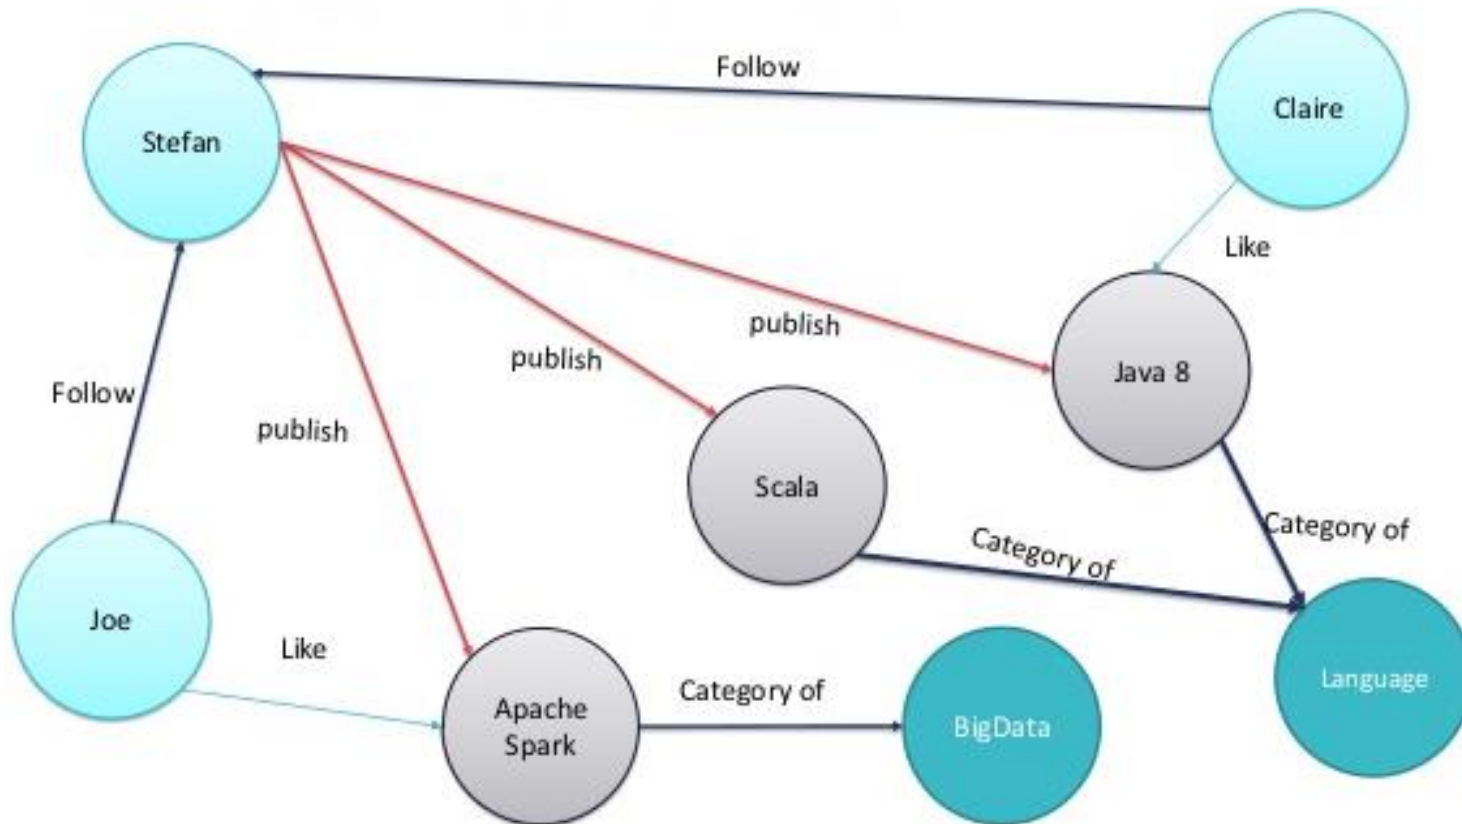 Follow
Claire
Stefan
Like
publish
publish
Java 8
Follow
publish
Scala
Category of
Category of
Joe
Like
Apache
Spark
Category of
BigData
Language